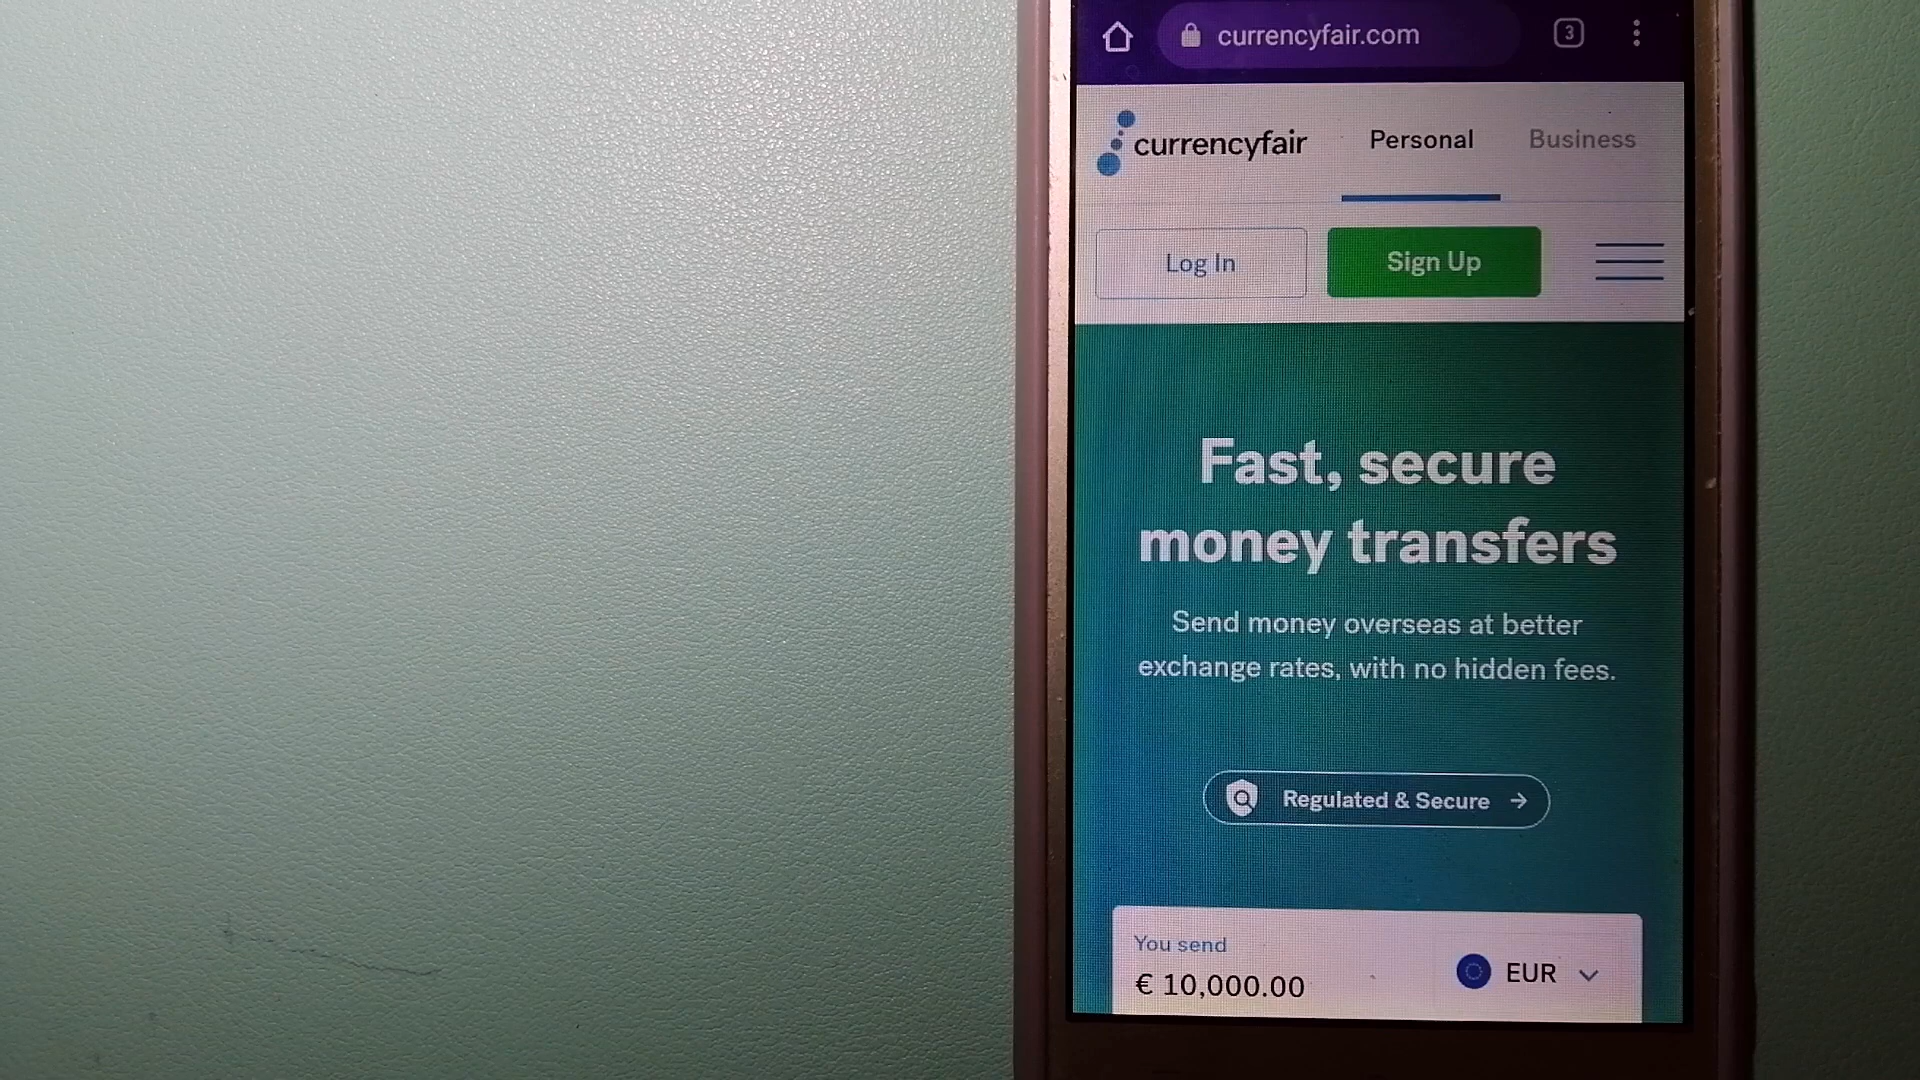 currencyfair.com
3
currencyfair
Personal
Business
Log In
Sign Up
Fast, secure
money transfers
Send money overseas at better
exchange rates, with no hidden fees.
Regulated & Secure →
You send
€ 10,000.00
EUR